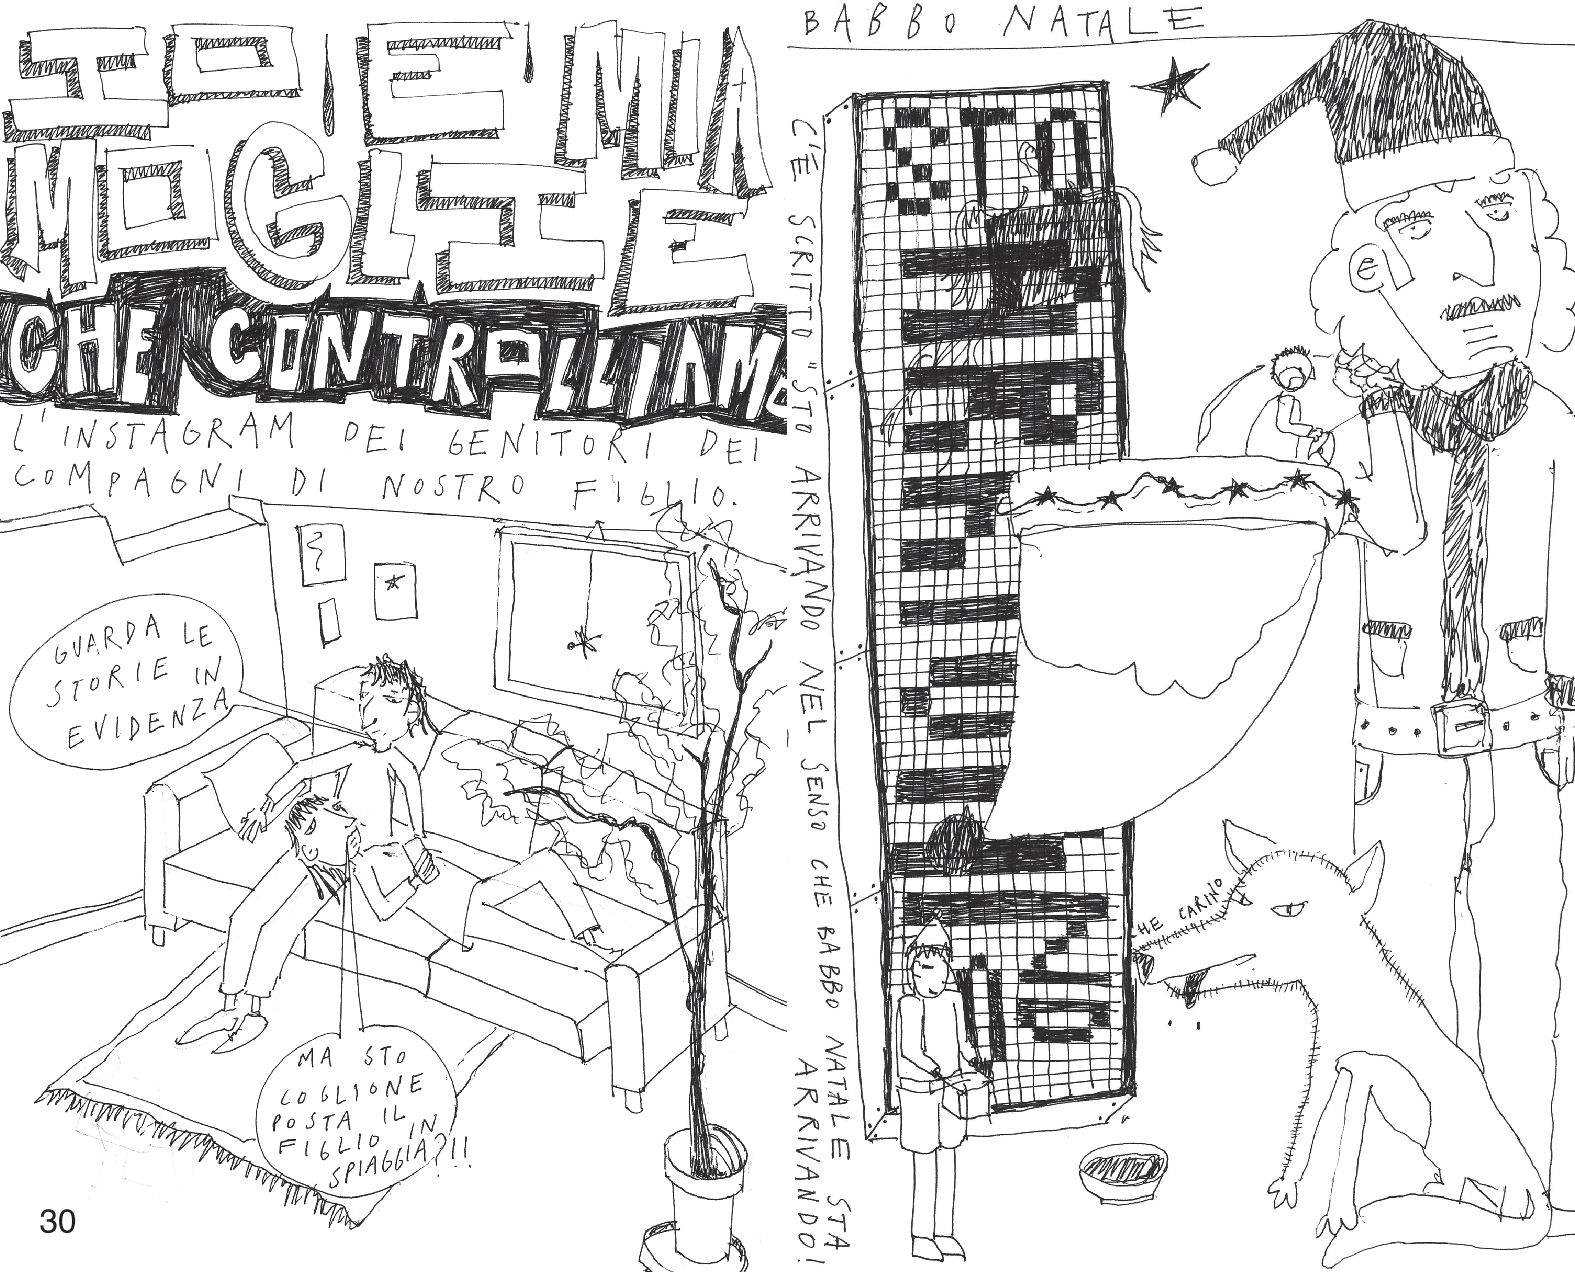 IO E MIA
MOGLIE
CHE CONTROLLIAMO
L'INSTAGRAM DEI GENITORI DEI
COMPAGNI DI NOSTRO FIGLIO.
GUARDA LE
STORIE IN
EVIDENZA
MA STO
COGLIONE
POSTA IL
FIGLIO IN
SPIAGGIA?!!
30
BABBO NATALE
C'È SCRITTO "STO ARRIVANDO NEL SENSO CHE BABBO NATALE STA
ARRIVANDO!
STO
CHE CARINO